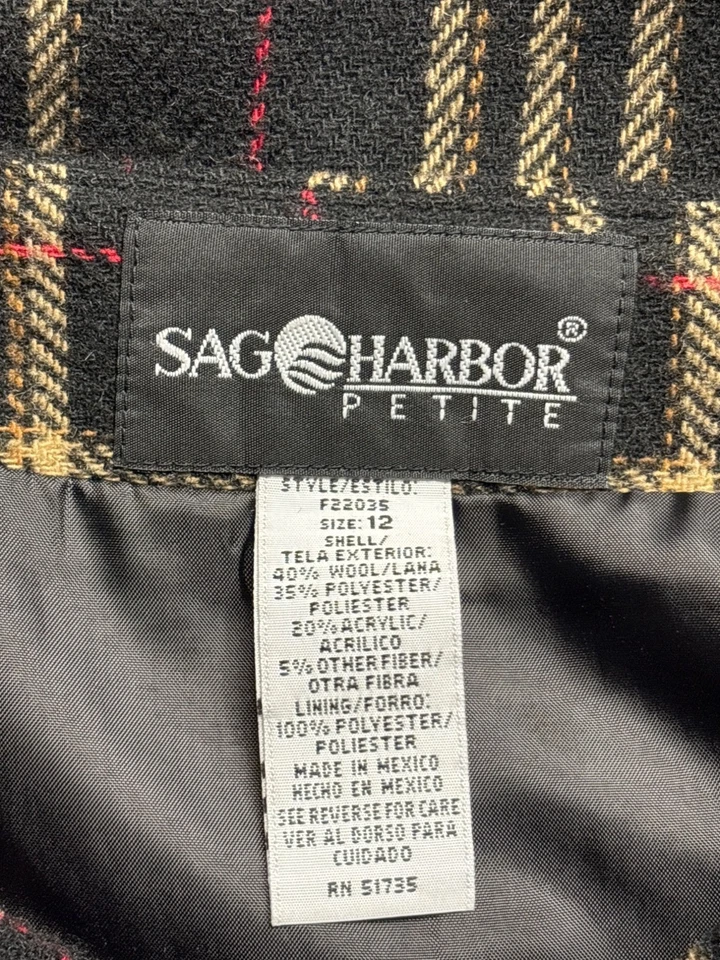 SAG HARBOR®
PETITE
STYLE/ESTILO:
F22035
SIZE: 12
SHELL/
TELA EXTERIOR:
40% WOOL/LANA
35% POLYESTER/
POLIESTER
20% ACRYLIC/
ACRILICO
5% OTHER FIBER/
OTRA FIBRA
LINING/FORRO:
100% POLYESTER/
POLIESTER
MADE IN MEXICO
HECHO EN MEXICO
SEE REVERSE FOR CARE
VER AL DORSO PARA
CUIDADO
RN 51735